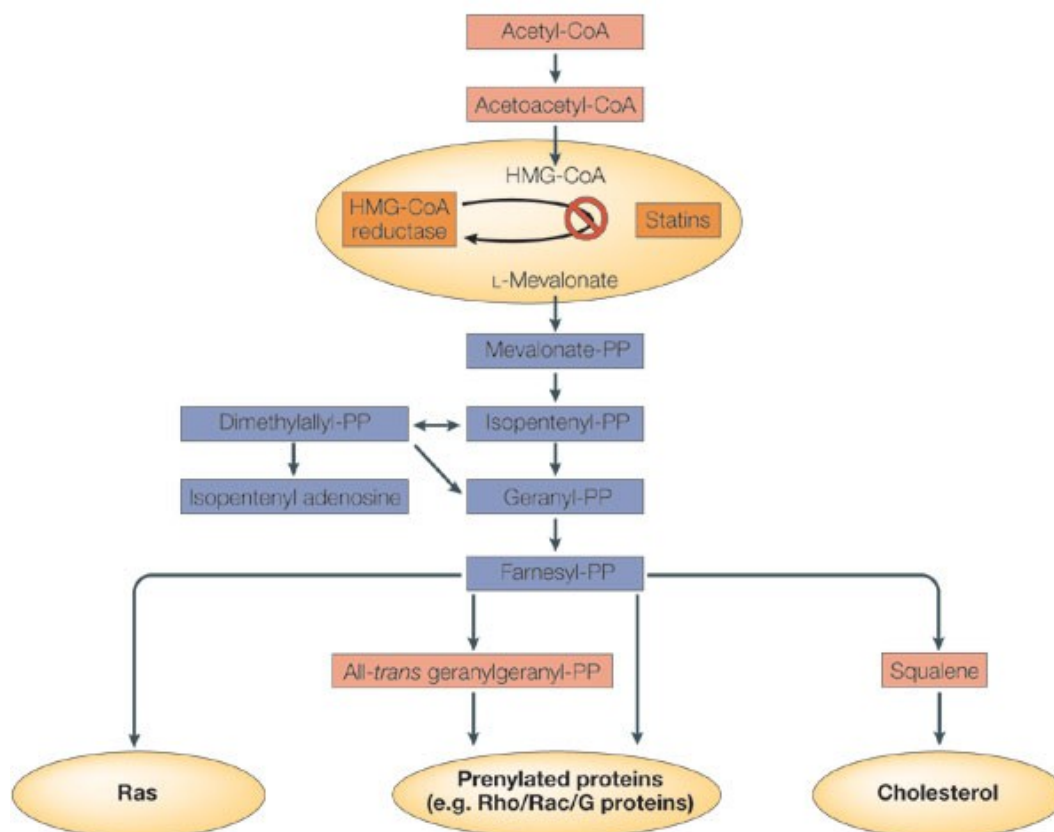 Acetyl-CoA
Acetoacetyl-CoA
HMG-CoA
HMG-CoA
reductase
Statins
L-Mevalonate
Mevalonate-PP
Dimethylallyl-PP
Isopentenyl-PP
Isopentenyl adenosine
Geranyl-PP
Farnesyl-PP
All-trans geranylgeranyl-PP
Squalene
Ras
Prenylated proteins
(e.g. Rho/Rac/G proteins)
Cholesterol